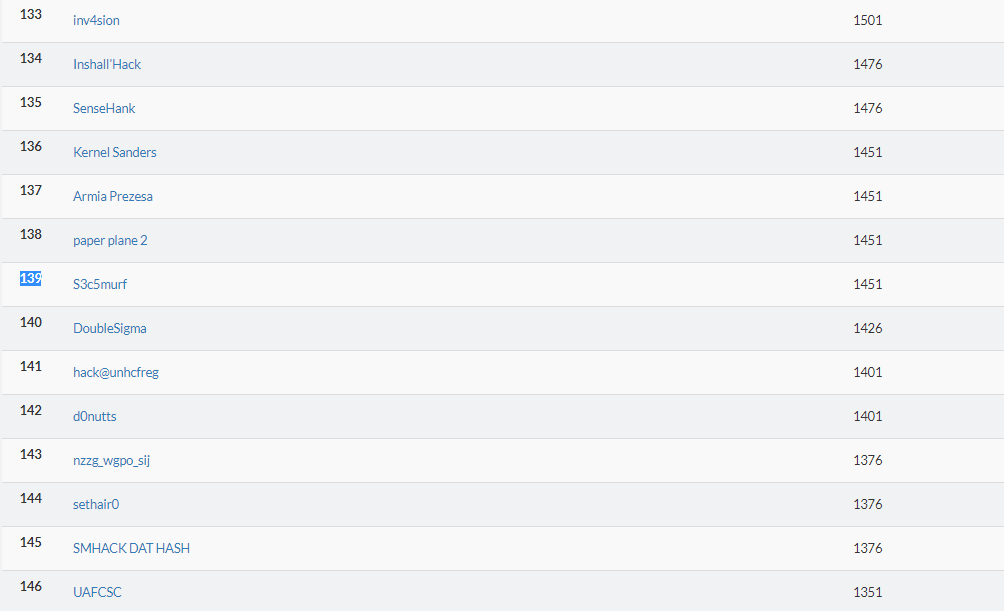 133 inv4sion 1501
134 Inshall'Hack 1476
135 SenseHank 1476
136 Kernel Sanders 1451
137 Armia Prezesa 1451
138 paper plane 2 1451
139 S3c5murf 1451
140 DoubleSigma 1426
141 hack@unhcfreg 1401
142 d0nutts 1401
143 nzzg_wgpo_sij 1376
144 sethair0 1376
145 SMHACK DAT HASH 1376
146 UAFCSC 1351